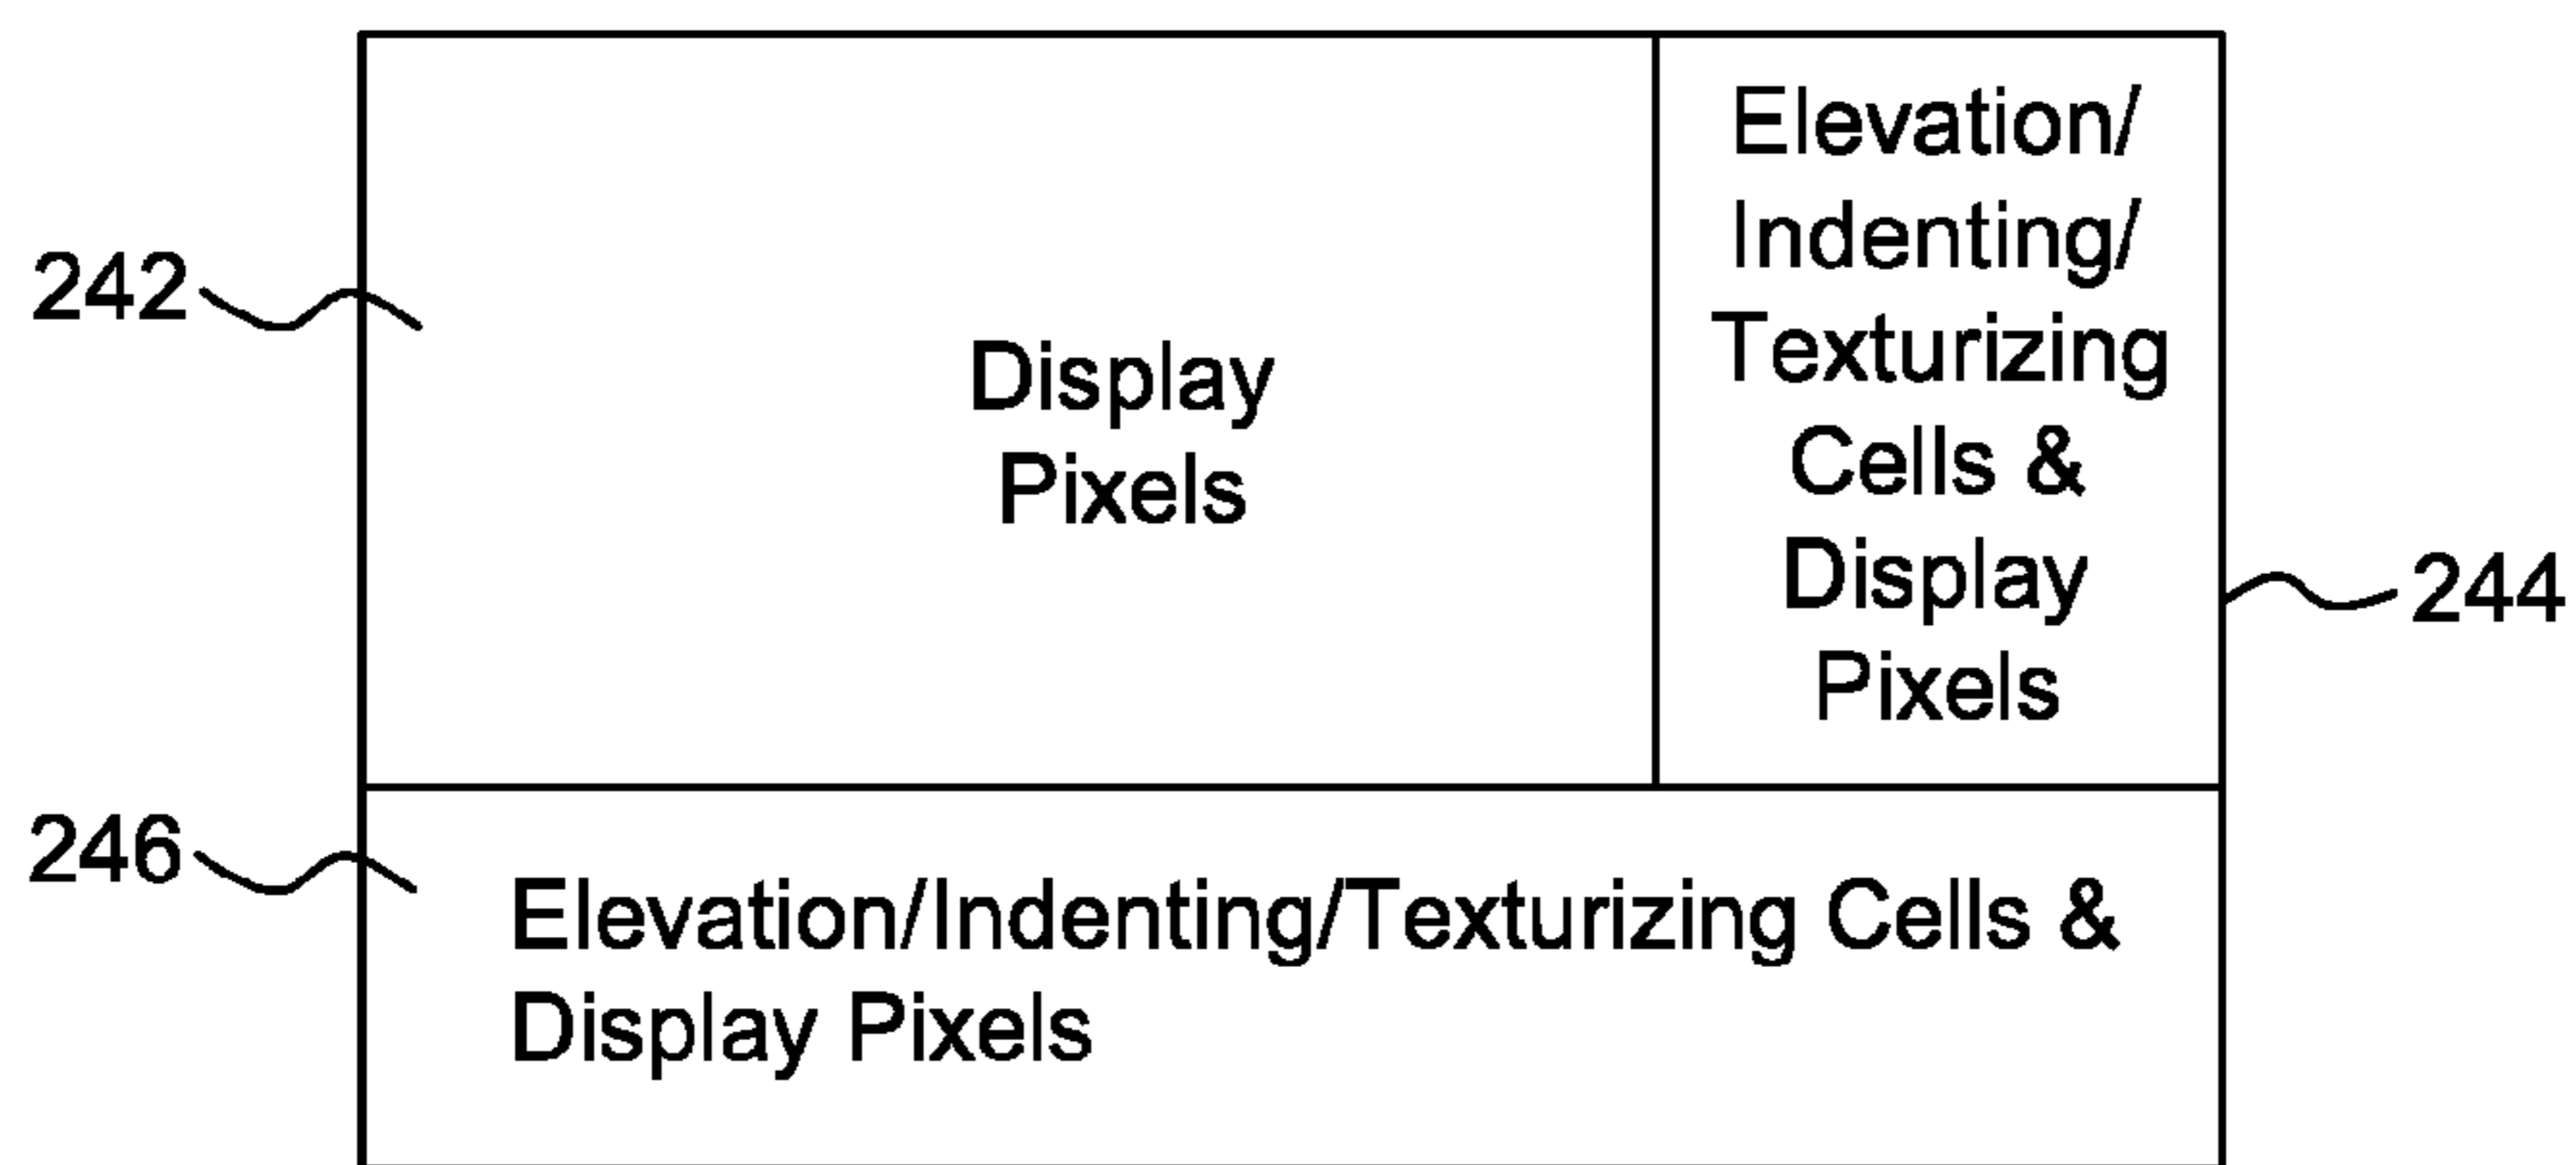 242
Display
Pixels
Elevation/
Indenting/
Texturizing
Cells &
Display
Pixels
244
246
Elevation/Indenting/Texturizing Cells &
Display Pixels